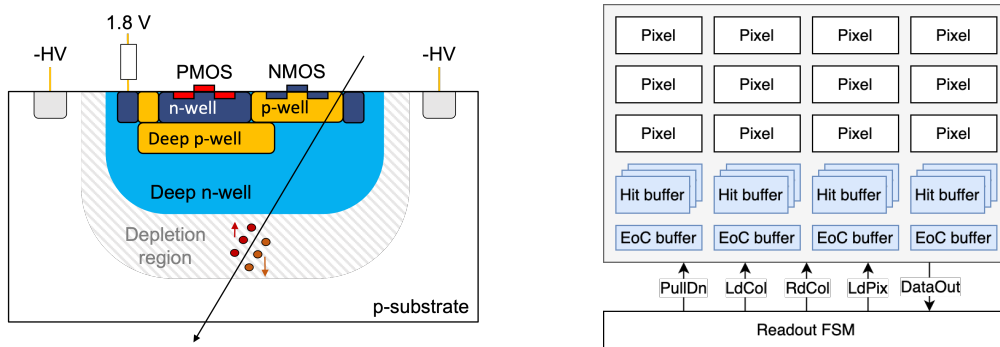 1.8 V
-HV
PMOS
NMOS
-HV
n-well
p-well
Deep p-well
Deep n-well
Depletion
region
p-substrate
Pixel Pixel Pixel Pixel
Pixel Pixel Pixel Pixel
Pixel Pixel Pixel Pixel
Hit buffer Hit buffer Hit buffer Hit buffer
EoC buffer EoC buffer EoC buffer EoC buffer
PullDn LdCol RdCol LdPix DataOut
Readout FSM